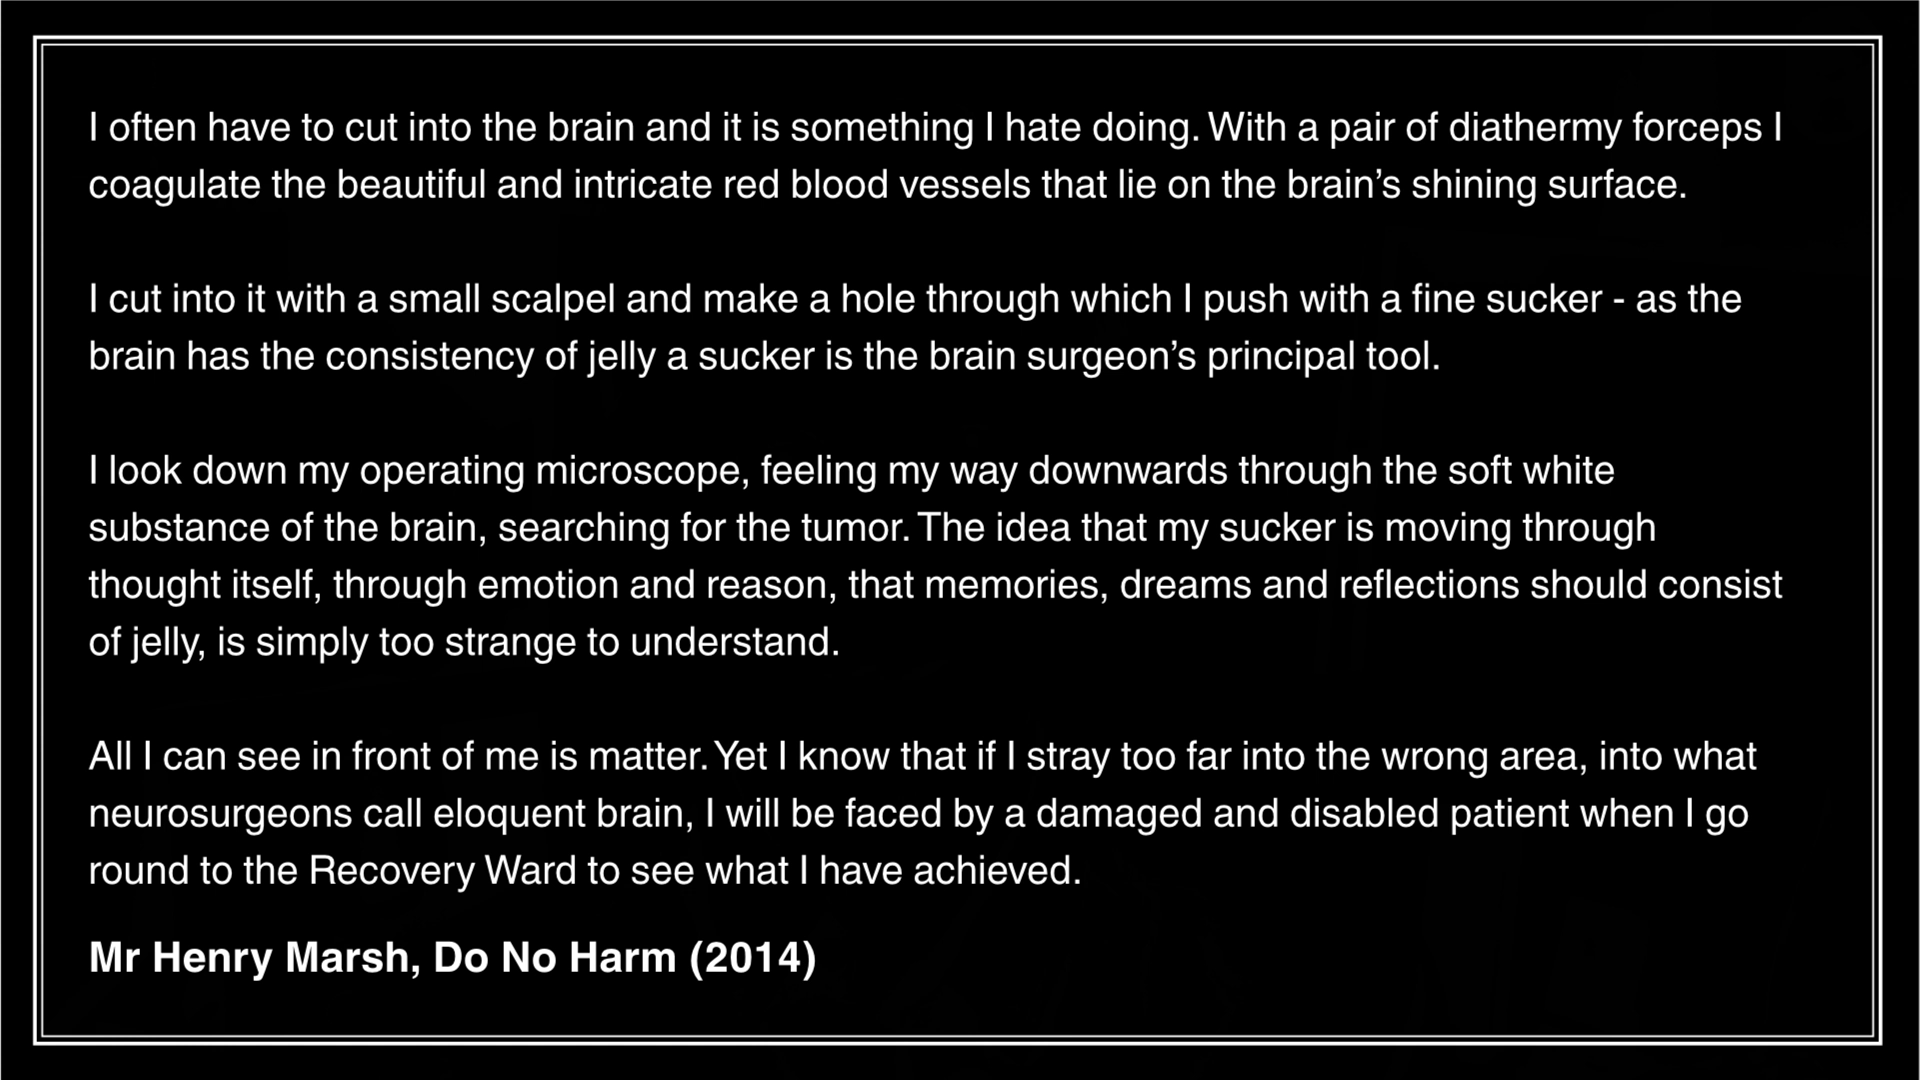 I often have to cut into the brain and it is something I hate doing. With a pair of diathermy forceps I
coagulate the beautiful and intricate red blood vessels that lie on the brain’s shining surface.
I cut into it with a small scalpel and make a hole through which I push with a fine sucker - as the
brain has the consistency of jelly a sucker is the brain surgeon’s principal tool.
I look down my operating microscope, feeling my way downwards through the soft white
substance of the brain, searching for the tumor. The idea that my sucker is moving through
thought itself, through emotion and reason, that memories, dreams and reflections should consist
of jelly, is simply too strange to understand.
All I can see in front of me is matter. Yet I know that if I stray too far into the wrong area, into what
neurosurgeons call eloquent brain, I will be faced by a damaged and disabled patient when I go
round to the Recovery Ward to see what I have achieved.
Mr Henry Marsh, Do No Harm (2014)